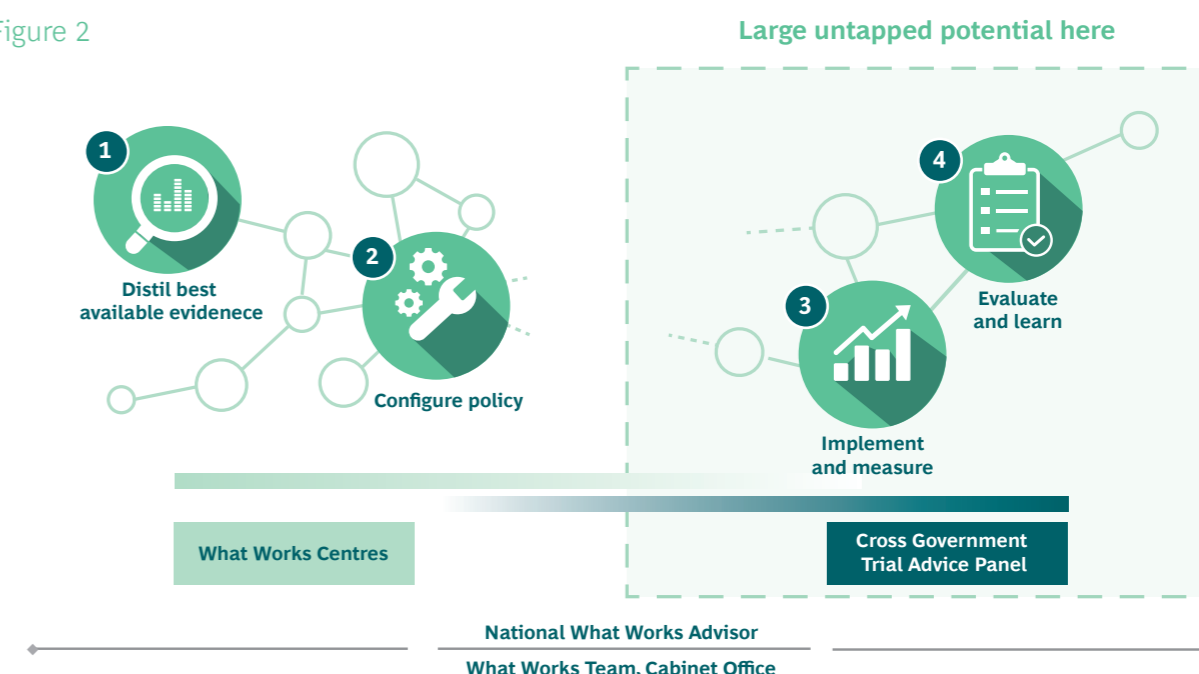 Figure 2
Large untapped potential here
1
Distil best
available evidenece
2
Configure policy
3
Implement
and measure
4
Evaluate
and learn
What Works Centres
Cross Government
Trial Advice Panel
National What Works Advisor
What Works Team, Cabinet Office